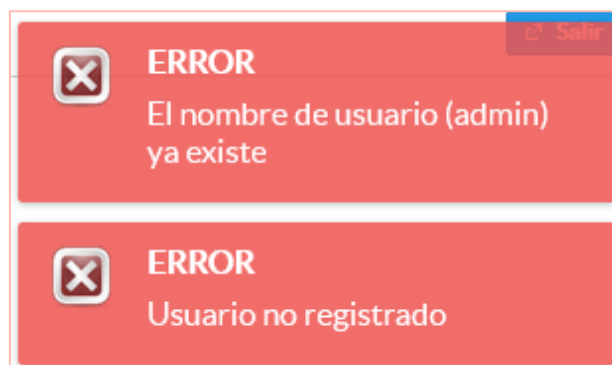 Salir
ERROR
El nombre de usuario (admin)
ya existe
ERROR
Usuario no registrado